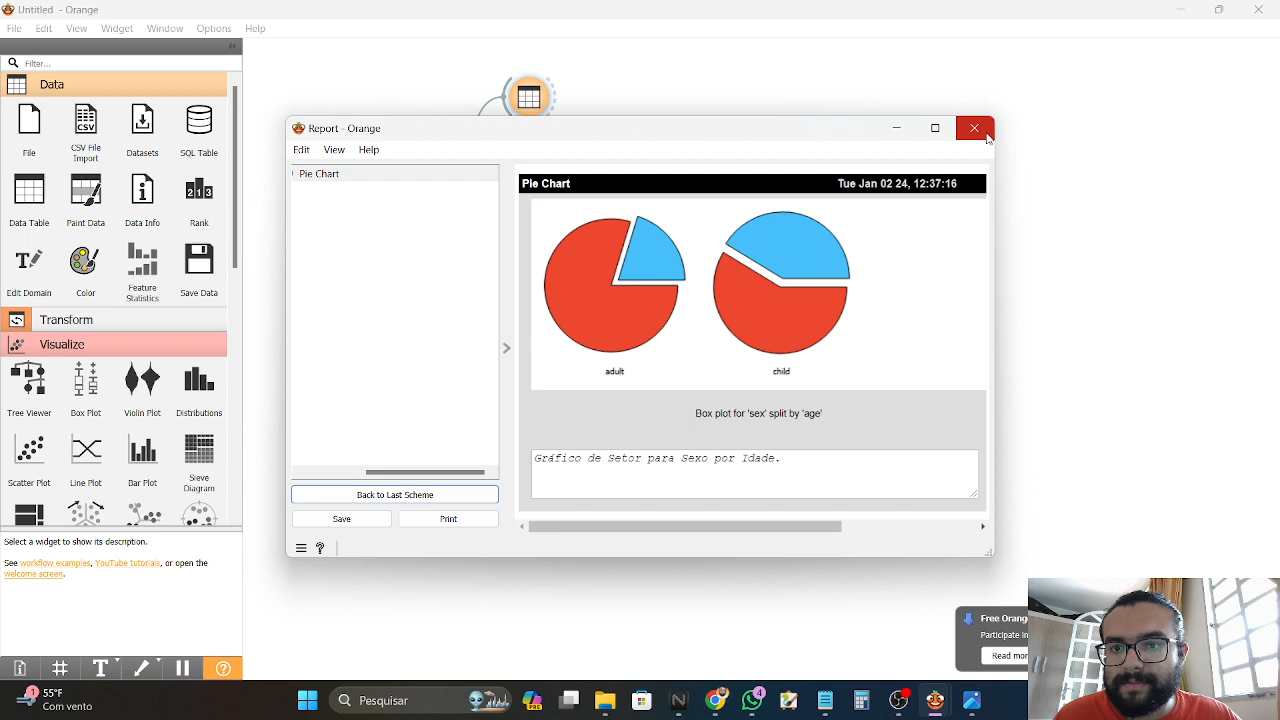 Untitled - Orange
File Edit View Widget Window Options Help
Filter...
Data
File CSV File Import Datasets SQL Table
Data Table Paint Data Data Info Rank
Edit Domain Color Feature Statistics Save Data
Transform
Visualize
Tree Viewer Box Plot Violin Plot Distributions
Scatter Plot Line Plot Bar Plot Sieve Diagram
Select a widget to show its description.
See workflow examples, YouTube tutorials, or open the
welcome screen.
Report - Orange
Edit View Help
Pie Chart
Back to Last Scheme
Save Print
Pie Chart Tue Jan 02 24, 12:37:16
adult child
Box plot for 'sex' split by 'age'
Gráfico de Setor para Sexo por Idade.
Free Orang
Participate in
Read mor
1
55°F
Com vento
Pesquisar
4